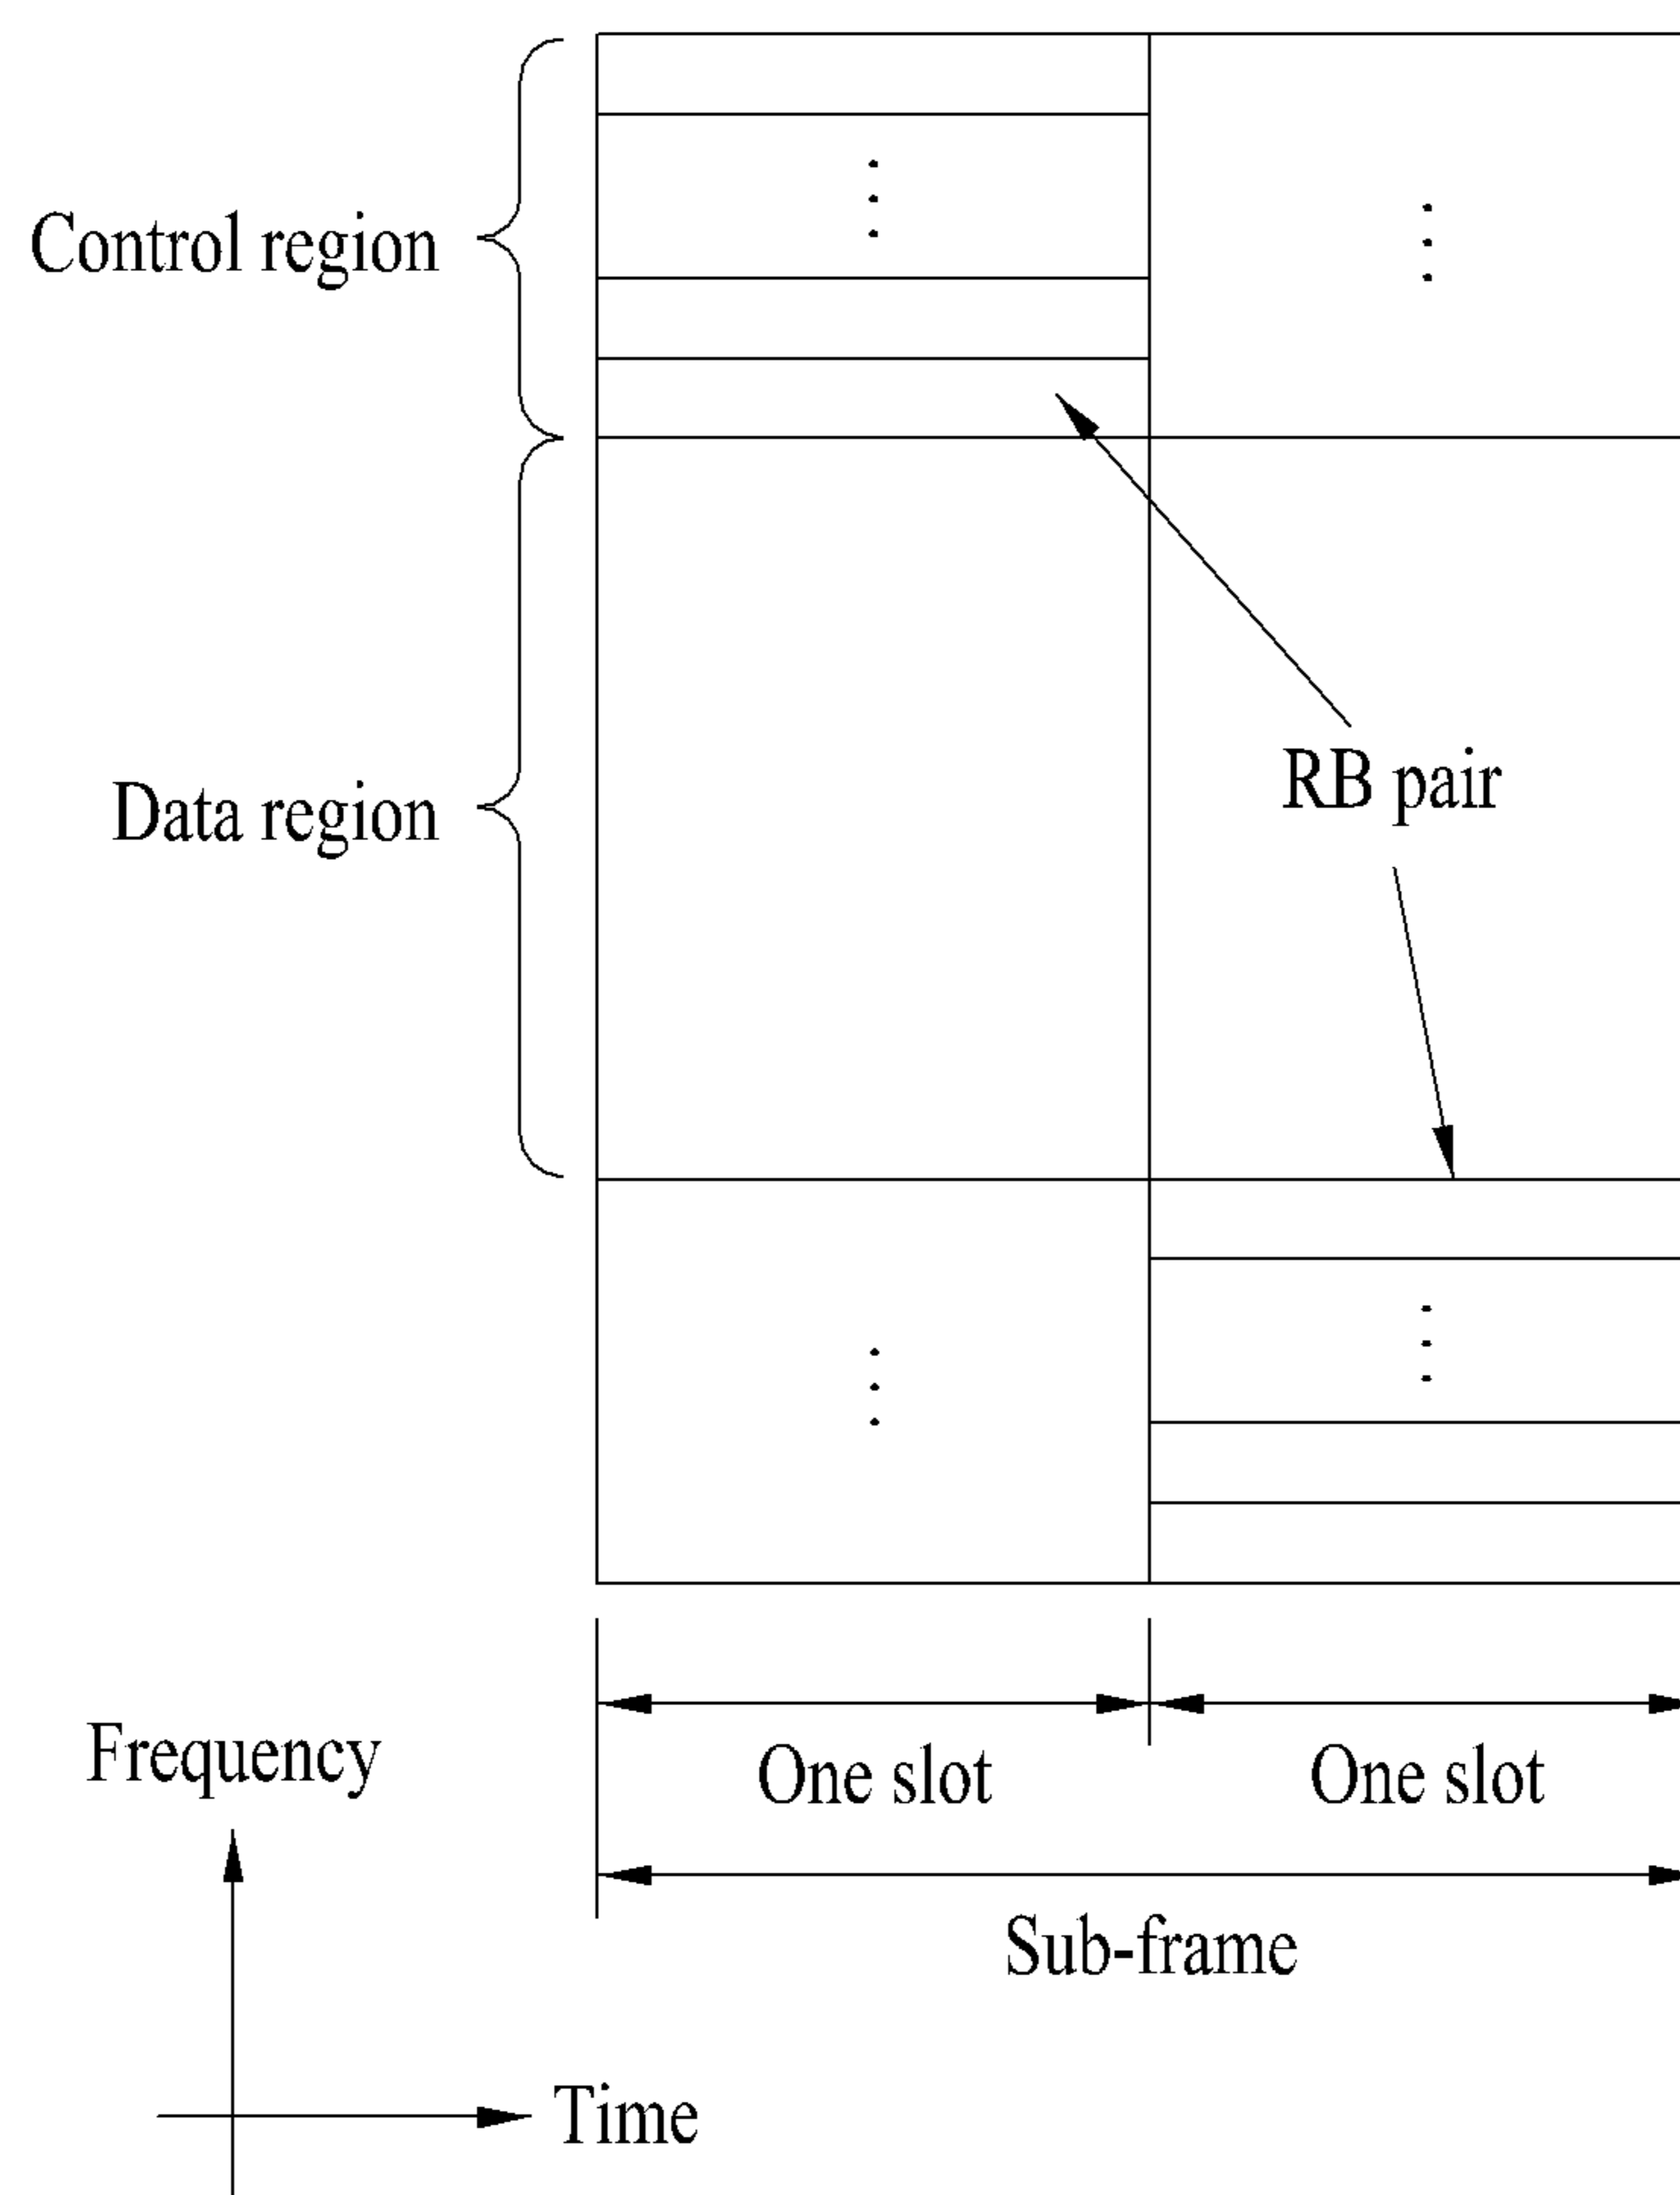 Control region
Data region
RB pair
One slot
One slot
Frequency
Sub-frame
Time